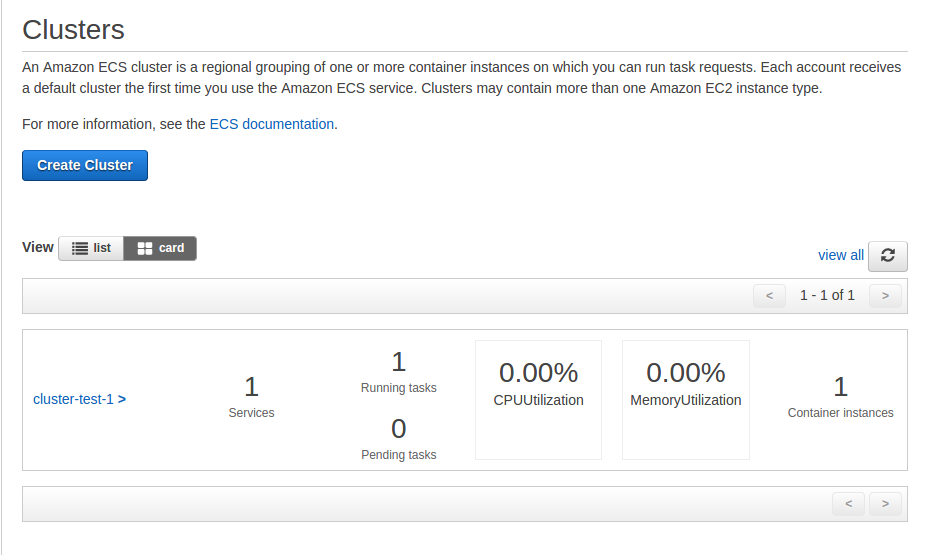 Clusters
An Amazon ECS cluster is a regional grouping of one or more container instances on which you can run task requests. Each account receives
a default cluster the first time you use the Amazon ECS service. Clusters may contain more than one Amazon EC2 instance type.
For more information, see the ECS documentation.
Create Cluster
View list card
view all
< 1 - 1 of 1 >
cluster-test-1 >
1
Services
1
Running tasks
0
Pending tasks
0.00%
CPUUtilization
0.00%
MemoryUtilization
1
Container instances
< >